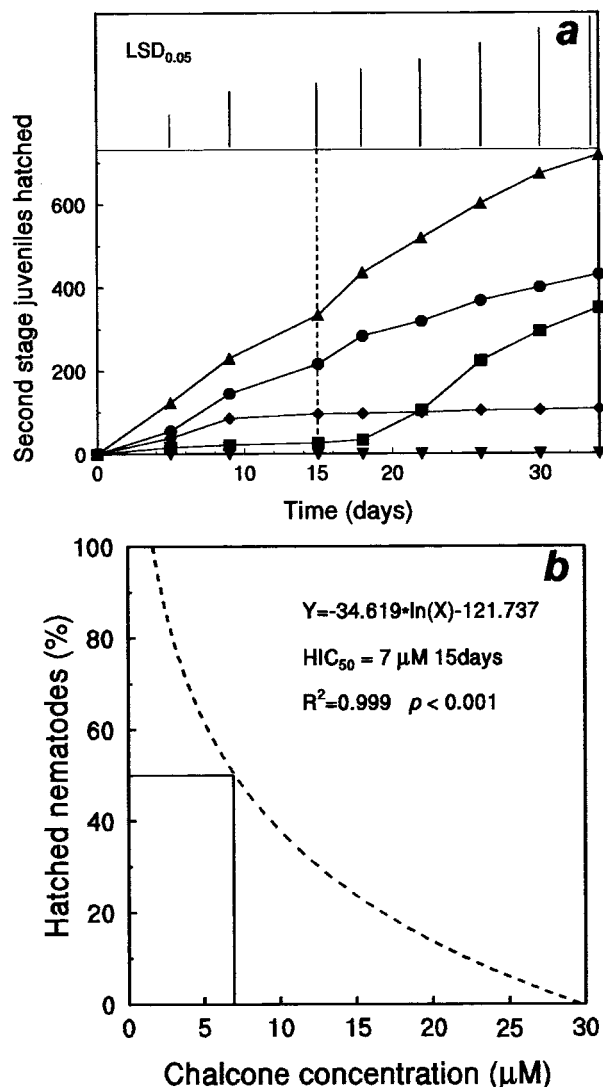 a
LSD0.05
Second stage juveniles hatched
600
400
200
0
0 10 15 20 30
Time (days)
b
Hatched nematodes (%)
100
80
60
40
20
0
Y=-34.619*ln(X)-121.737
HIC50 = 7 µM 15days
R2=0.999 p < 0.001
0 5 10 15 20 25 30
Chalcone concentration (µM)